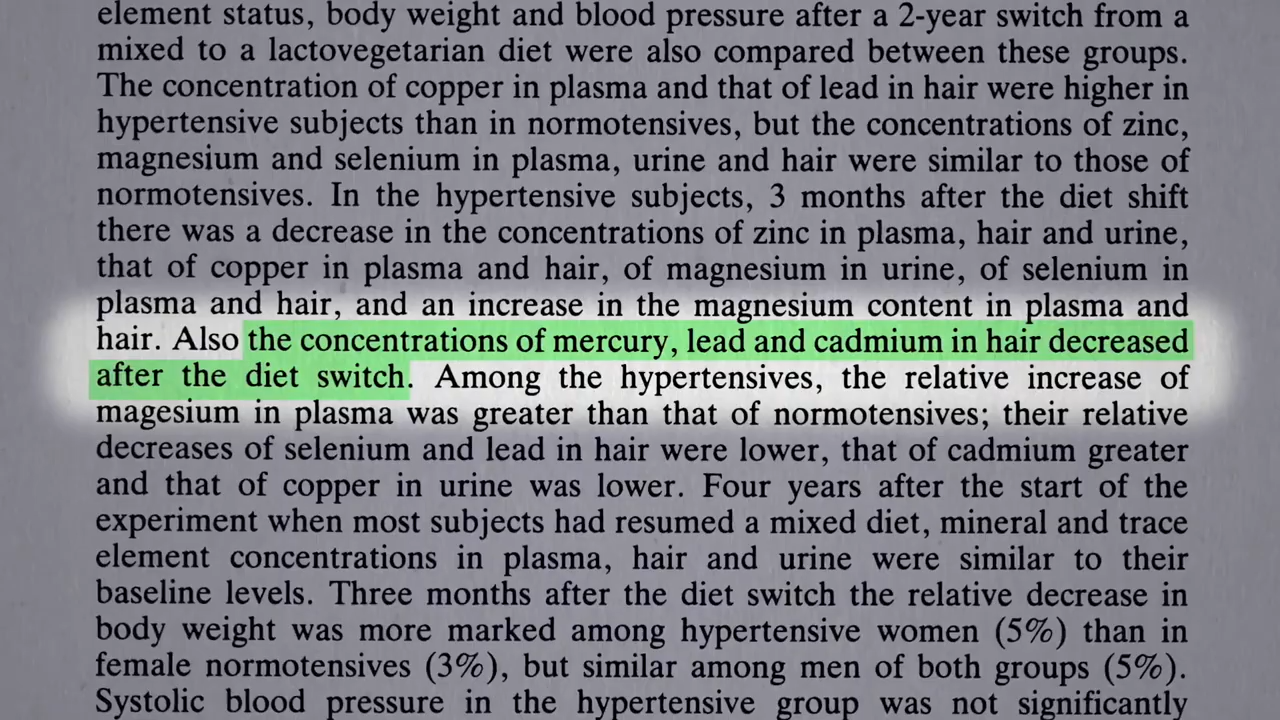 element status, body weight and blood pressure after a 2-year switch from a
mixed to a lactovegetarian diet were also compared between these groups.
The concentration of copper in plasma and that of lead in hair were higher in
hypertensive subjects than in normotensives, but the concentrations of zinc,
magnesium and selenium in plasma, urine and hair were similar to those of
normotensives. In the hypertensive subjects, 3 months after the diet shift
there was a decrease in the concentrations of zinc in plasma, hair and urine,
that of copper in plasma and hair, of magnesium in urine, of selenium in
plasma and hair, and an increase in the magnesium content in plasma and
hair. Also the concentrations of mercury, lead and cadmium in hair decreased
after the diet switch. Among the hypertensives, the relative increase of
magesium in plasma was greater than that of normotensives; their relative
decreases of selenium and lead in hair were lower, that of cadmium greater
and that of copper in urine was lower. Four years after the start of the
experiment when most subjects had resumed a mixed diet, mineral and trace
element concentrations in plasma, hair and urine were similar to their
baseline levels. Three months after the diet switch the relative decrease in
body weight was more marked among hypertensive women (5%) than in
female normotensives (3%), but similar among men of both groups (5%).
Systolic blood pressure in the hypertensive group was not significantly